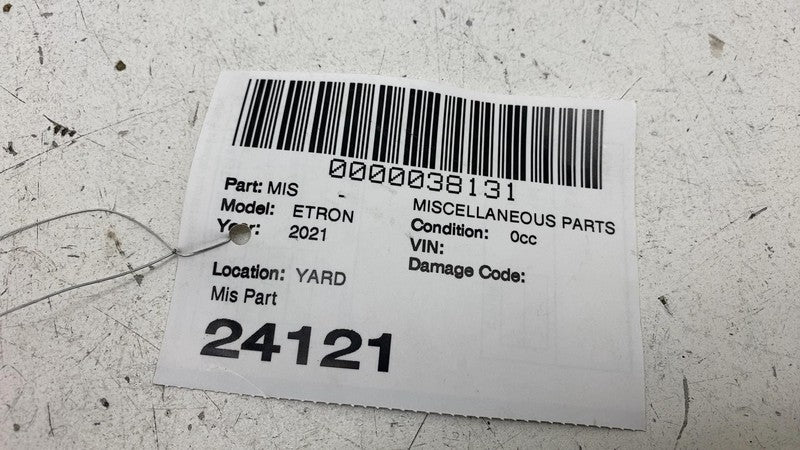 0000038131
Part: MIS - MISCELLANEOUS PARTS
Model: ETRON Condition: 0cc
Year: 2021 VIN:
Location: YARD Damage Code:
Mis Part
24121